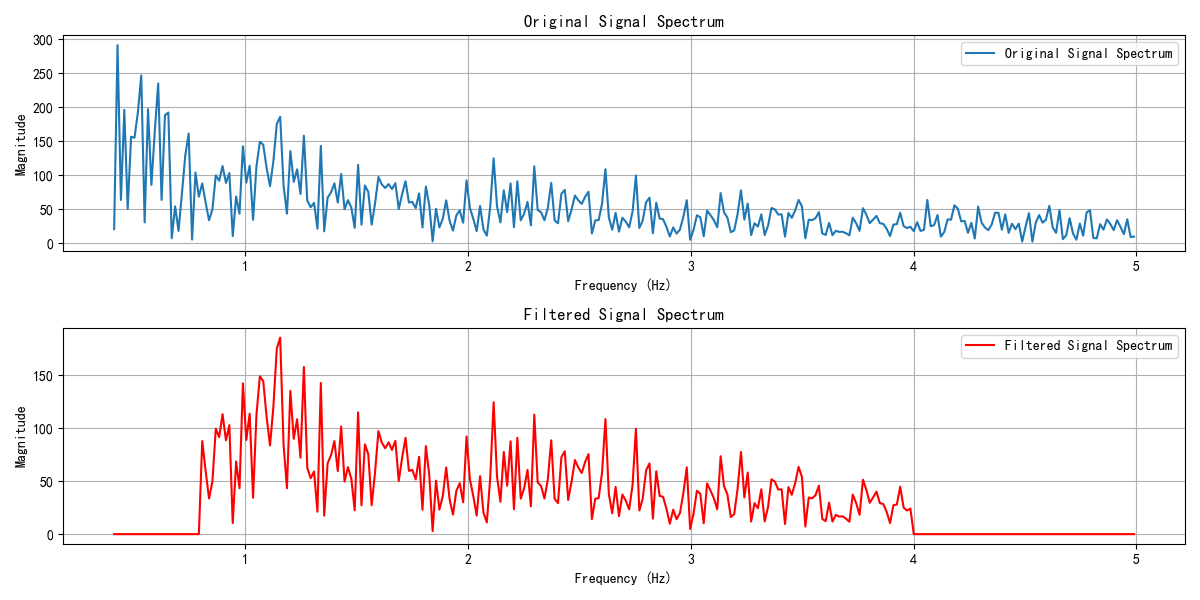 Original Signal Spectrum
300
250
200
150
100
50
0
Magnitude
Original Signal Spectrum
1 2 3 4 5
Frequency (Hz)
Filtered Signal Spectrum
150
100
50
0
Magnitude
Filtered Signal Spectrum
1 2 3 4 5
Frequency (Hz)